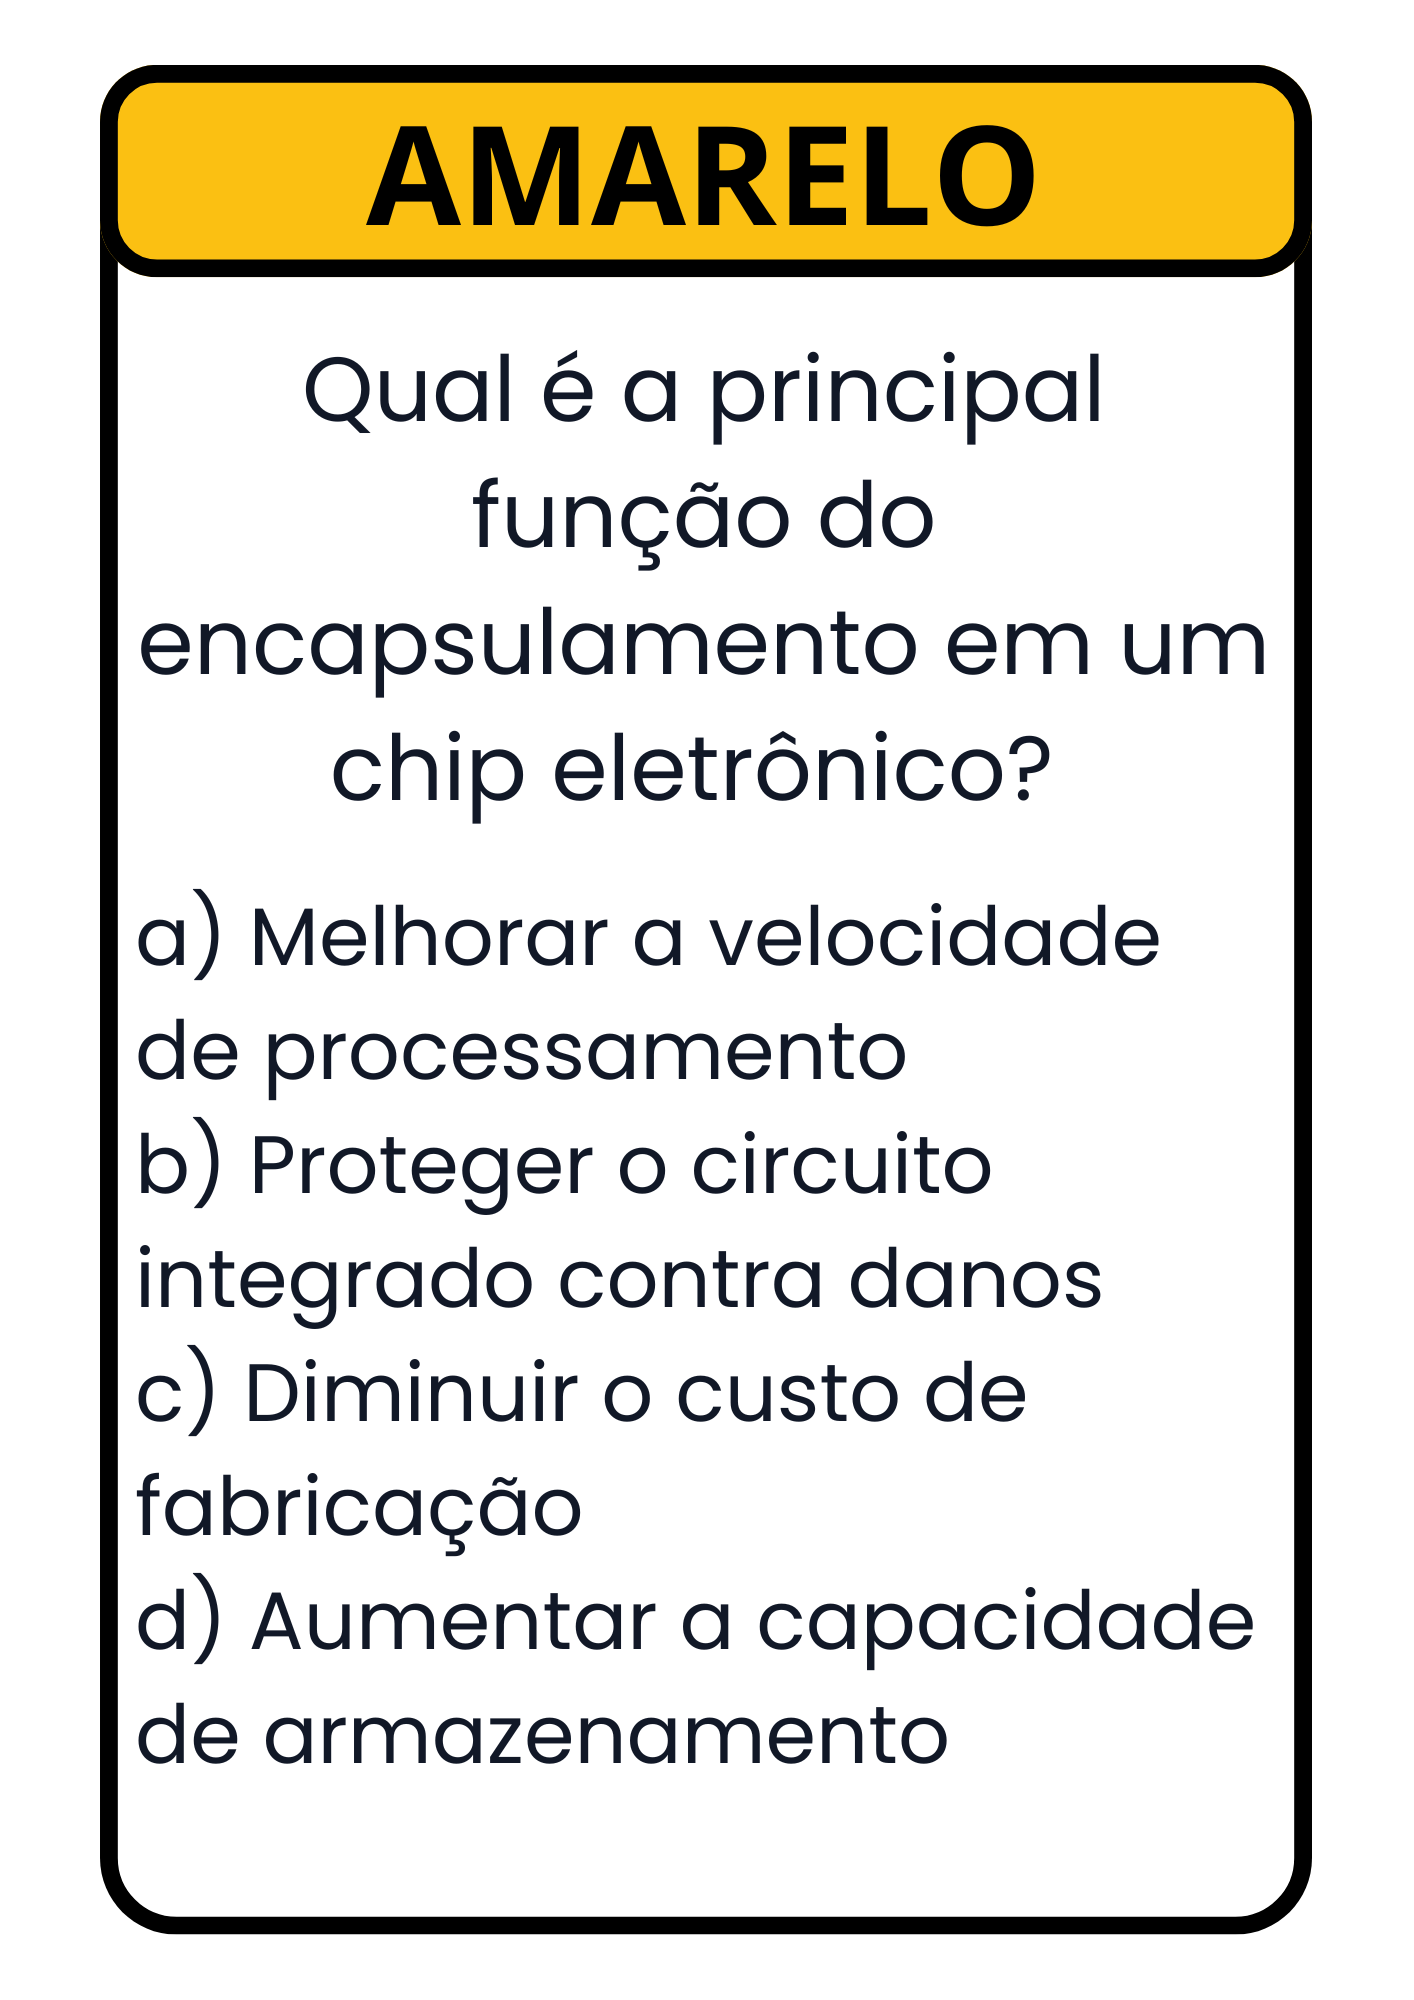 AMARELO
Qual é a principal
função do
encapsulamento em um
chip eletrônico?
a) Melhorar a velocidade
de processamento
b) Proteger o circuito
integrado contra danos
c) Diminuir o custo de
fabricação
d) Aumentar a capacidade
de armazenamento